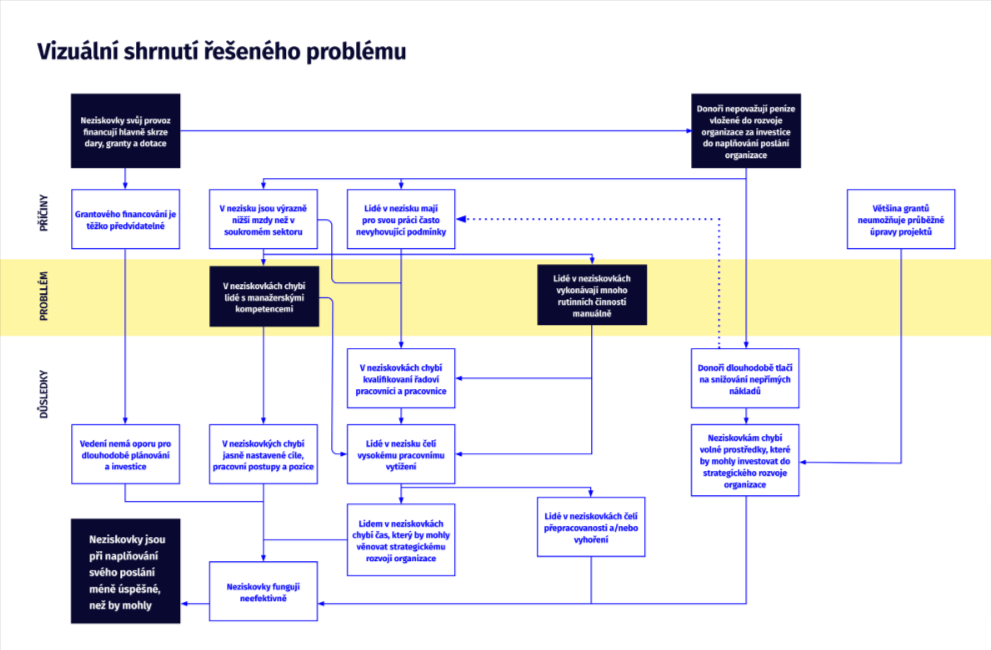 Vizuální shrnutí řešeného problému
Neziskovky svůj provoz
financují hlavně skrze
dary, granty a dotace
Donoři nepovažují peníze
vložené do rozvoje
organizace za investice
do naplňování poslání
organizace
PŘÍČINY
Grantového financování je
těžko předvidatelné
V nezisku jsou výrazně
nižší mzdy než v
soukromém sektoru
Lidé v nezisku mají
pro svou práci často
nevyhovující podmínky
Většina grantů
neumožňuje průběžné
úpravy projektů
PROBLLÉM
V neziskovkách chybí
lidé s manažerskými
kompetencemi
Lidé v neziskovkách
vykonávají mnoho
rutinních činností
manuálně
DŮSLEDKY
V neziskovkách chybí
kvalifikovaní řadoví
pracovníci a pracovnice
Donoři dlouhodobě tlačí
na snižování nepřímých
nákladů
Vedení nemá oporu pro
dlouhodobé plánování
a investice
V neziskových chybí
jasně nastavené cíle,
pracovní postupy a pozice
Lidé v nezisku čelí
vysokému pracovnímu
vytížení
Neziskovkám chybí
volné prostředky, které
by mohly investovat do
strategického rozvoje
organizace
Lidem v neziskovkách
chybí čas, který by mohly
věnovat strategickému
rozvoji organizace
Lidé v neziskovkách čelí
přepracovanosti a/nebo
vyhoření
Neziskovky jsou
při naplňování
svého poslání
méně úspěšné,
než by mohly
Neziskovky fungují
neefektivně